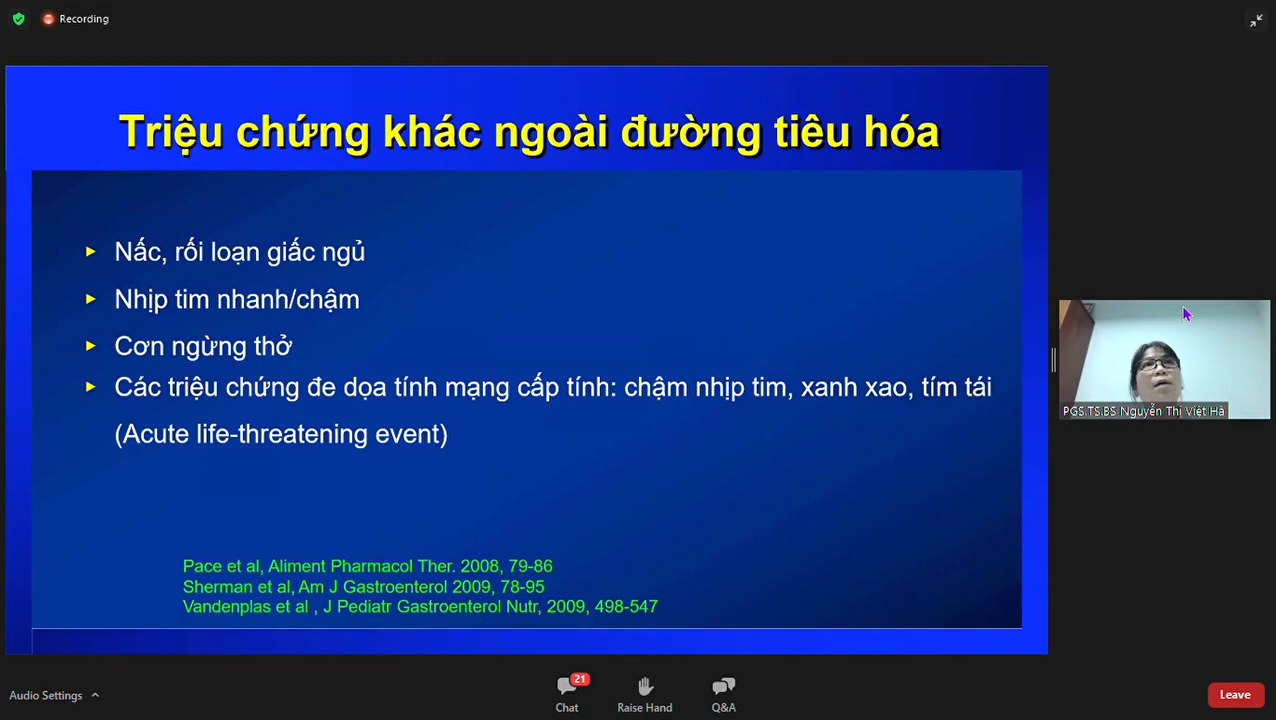 Recording
Triệu chứng khác ngoài đường tiêu hóa
Nấc, rối loạn giấc ngủ
Nhịp tim nhanh/chậm
Cơn ngừng thở
Các triệu chứng đe dọa tính mạng cấp tính: chậm nhịp tim, xanh xao, tím tái
(Acute life-threatening event)
Pace et al, Aliment Pharmacol Ther. 2008, 79-86
Sherman et al, Am J Gastroenterol 2009, 78-95
Vandenplas et al , J Pediatr Gastroenterol Nutr, 2009, 498-547
PGS.TS.BS Nguyễn Thị Việt Hà
Audio Settings
21
Chat
Raise Hand
Q&A
Leave